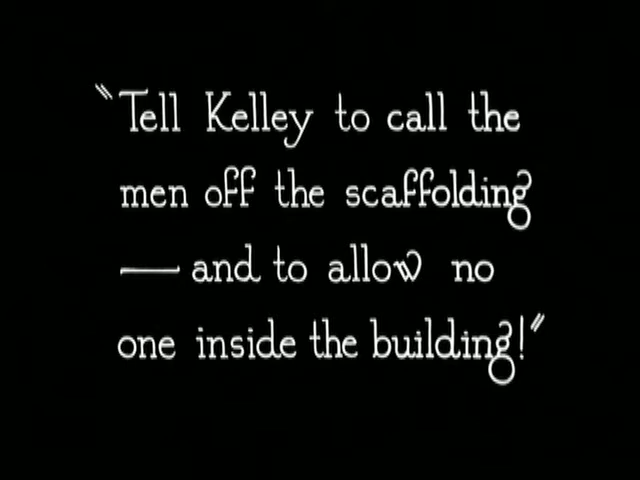 "Tell Kelley to call the
men off the scaffolding
— and to allow no
one inside the building!"